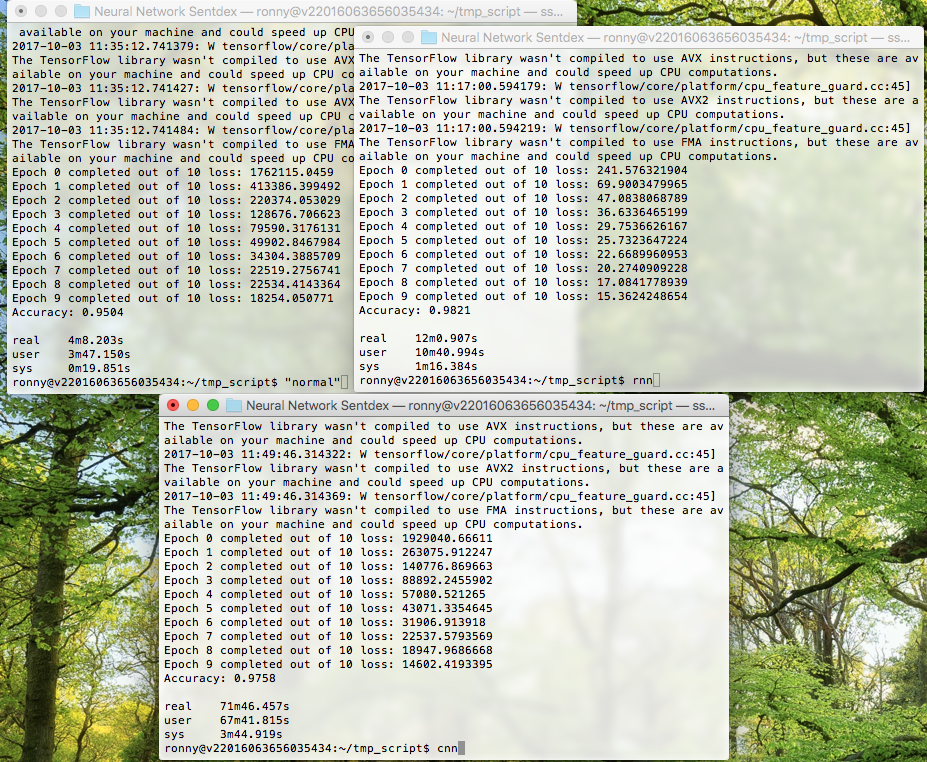 Neural Network Sentdex — ronny@v22016063656035434: ~/tmp_script — ss...
available on your machine and could speed up CPU
2017-10-03 11:35:12.741379: W tensorflow/core/pla
The TensorFlow library wasn't compiled to use AVX
ailable on your machine and could speed up CPU co
2017-10-03 11:35:12.741427: W tensorflow/core/pla
The TensorFlow library wasn't compiled to use AVX
vailable on your machine and could speed up CPU c
2017-10-03 11:35:12.741484: W tensorflow/core/pla
The TensorFlow library wasn't compiled to use FMA
ailable on your machine and could speed up CPU co
Epoch 0 completed out of 10 loss: 1762115.0459
Epoch 1 completed out of 10 loss: 413386.399492
Epoch 2 completed out of 10 loss: 220374.053029
Epoch 3 completed out of 10 loss: 128676.706623
Epoch 4 completed out of 10 loss: 79590.3176131
Epoch 5 completed out of 10 loss: 49902.8467984
Epoch 6 completed out of 10 loss: 34304.3885709
Epoch 7 completed out of 10 loss: 22519.2756741
Epoch 8 completed out of 10 loss: 22534.4143364
Epoch 9 completed out of 10 loss: 18254.050771
Accuracy: 0.9504
real 4m8.203s
user 3m47.150s
sys 0m19.851s
ronny@v22016063656035434:~/tmp_script$ "normal"
Neural Network Sentdex — ronny@v22016063656035434: ~/tmp_script — ss...
The TensorFlow library wasn't compiled to use AVX instructions, but these are av
ailable on your machine and could speed up CPU computations.
2017-10-03 11:17:00.594179: W tensorflow/core/platform/cpu_feature_guard.cc:45]
The TensorFlow library wasn't compiled to use AVX2 instructions, but these are a
vailable on your machine and could speed up CPU computations.
2017-10-03 11:17:00.594219: W tensorflow/core/platform/cpu_feature_guard.cc:45]
The TensorFlow library wasn't compiled to use FMA instructions, but these are av
ailable on your machine and could speed up CPU computations.
Epoch 0 completed out of 10 loss: 241.576321904
Epoch 1 completed out of 10 loss: 69.9003479965
Epoch 2 completed out of 10 loss: 47.0838068789
Epoch 3 completed out of 10 loss: 36.6336465199
Epoch 4 completed out of 10 loss: 29.7536626167
Epoch 5 completed out of 10 loss: 25.7323647224
Epoch 6 completed out of 10 loss: 22.6689960953
Epoch 7 completed out of 10 loss: 20.2740909228
Epoch 8 completed out of 10 loss: 17.0841778939
Epoch 9 completed out of 10 loss: 15.3624248654
Accuracy: 0.9821
real 12m0.907s
user 10m40.994s
sys 1m16.384s
ronny@v22016063656035434:~/tmp_script$ rnn
Neural Network Sentdex — ronny@v22016063656035434: ~/tmp_script — ss...
The TensorFlow library wasn't compiled to use AVX instructions, but these are av
ailable on your machine and could speed up CPU computations.
2017-10-03 11:49:46.314322: W tensorflow/core/platform/cpu_feature_guard.cc:45]
The TensorFlow library wasn't compiled to use AVX2 instructions, but these are a
vailable on your machine and could speed up CPU computations.
2017-10-03 11:49:46.314369: W tensorflow/core/platform/cpu_feature_guard.cc:45]
The TensorFlow library wasn't compiled to use FMA instructions, but these are av
ailable on your machine and could speed up CPU computations.
Epoch 0 completed out of 10 loss: 1929040.66611
Epoch 1 completed out of 10 loss: 263075.912247
Epoch 2 completed out of 10 loss: 140776.869663
Epoch 3 completed out of 10 loss: 88892.2455902
Epoch 4 completed out of 10 loss: 57080.521265
Epoch 5 completed out of 10 loss: 43071.3354645
Epoch 6 completed out of 10 loss: 31906.913918
Epoch 7 completed out of 10 loss: 22537.5793569
Epoch 8 completed out of 10 loss: 18947.9686668
Epoch 9 completed out of 10 loss: 14602.4193395
Accuracy: 0.9758
real 71m46.457s
user 67m41.815s
sys 3m44.919s
ronny@v22016063656035434:~/tmp_script$ cnn